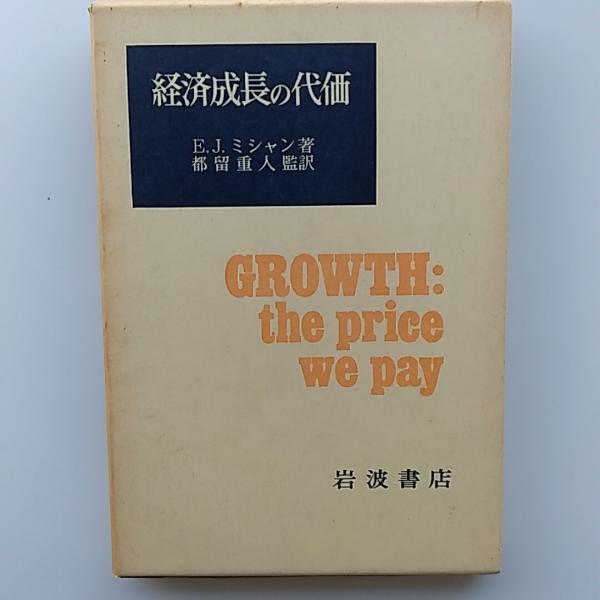 経済成長の代価
E.J.ミシャン著
都留重人監訳
GROWTH:
the price
we pay
岩波書店